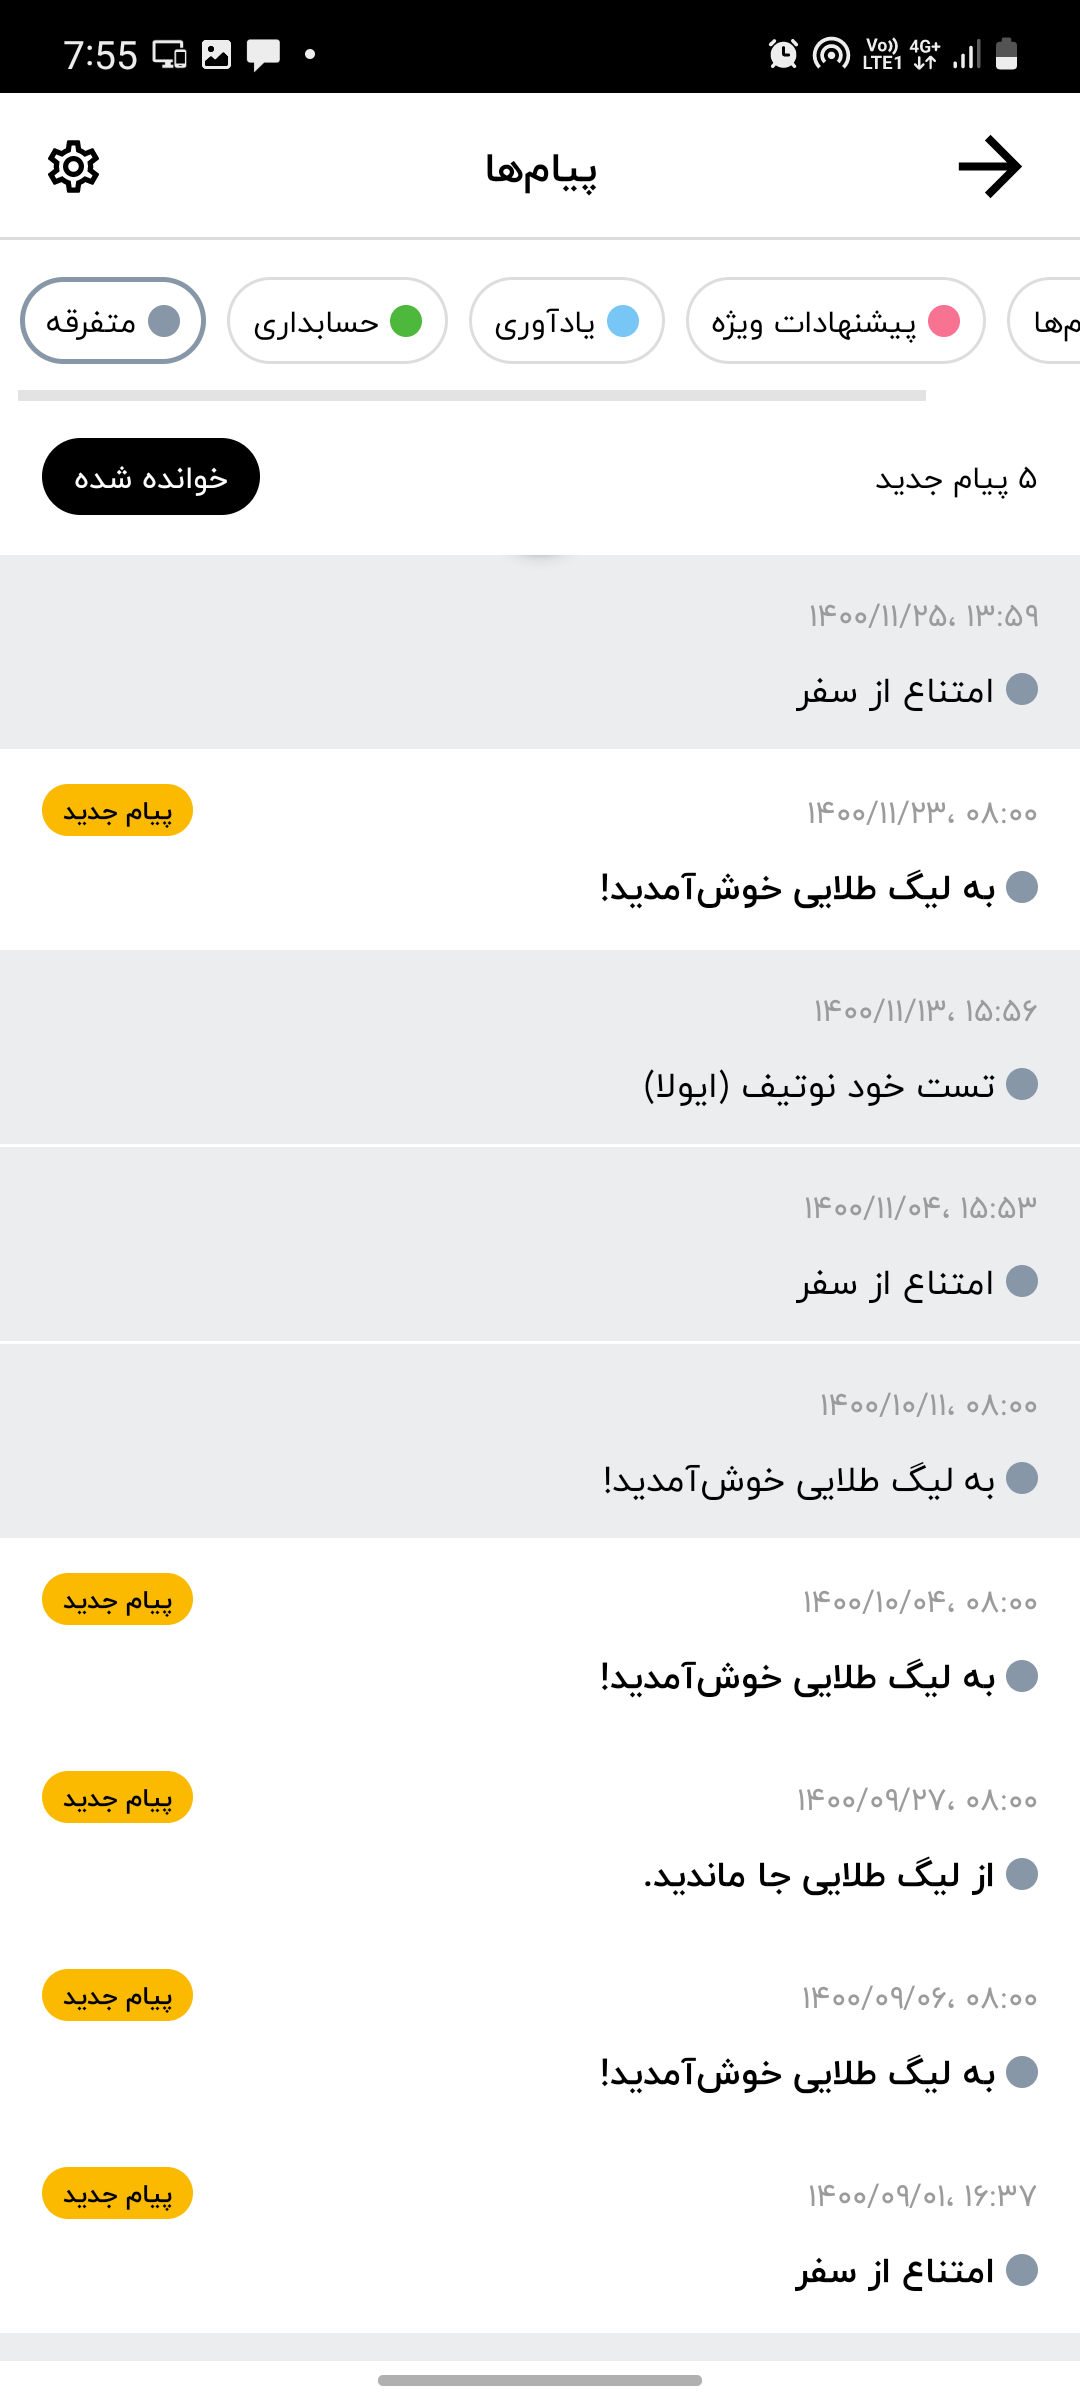 7:55
Vo)) LTE1 4G+
پیام‌ها
م‌ها پیشنهادات ویژه یادآوری حسابداری متفرقه
۵ پیام جدید خوانده شده
۱۴۰۰/۱۱/۲۵، ۱۳:۵۹
امتناع از سفر
۱۴۰۰/۱۱/۲۳، ۰۸:۰۰ پیام جدید
به لیگ طلایی خوش‌آمدید!
۱۴۰۰/۱۱/۱۳، ۱۵:۵۶
تست خود نوتیف (ایولا)
۱۴۰۰/۱۱/۰۴، ۱۵:۵۳
امتناع از سفر
۱۴۰۰/۱۰/۱۱، ۰۸:۰۰
به لیگ طلایی خوش‌آمدید!
۱۴۰۰/۱۰/۰۴، ۰۸:۰۰ پیام جدید
به لیگ طلایی خوش‌آمدید!
۱۴۰۰/۰۹/۲۷، ۰۸:۰۰ پیام جدید
از لیگ طلایی جا ماندید.
۱۴۰۰/۰۹/۰۶، ۰۸:۰۰ پیام جدید
به لیگ طلایی خوش‌آمدید!
۱۴۰۰/۰۹/۰۱، ۱۶:۳۷ پیام جدید
امتناع از سفر